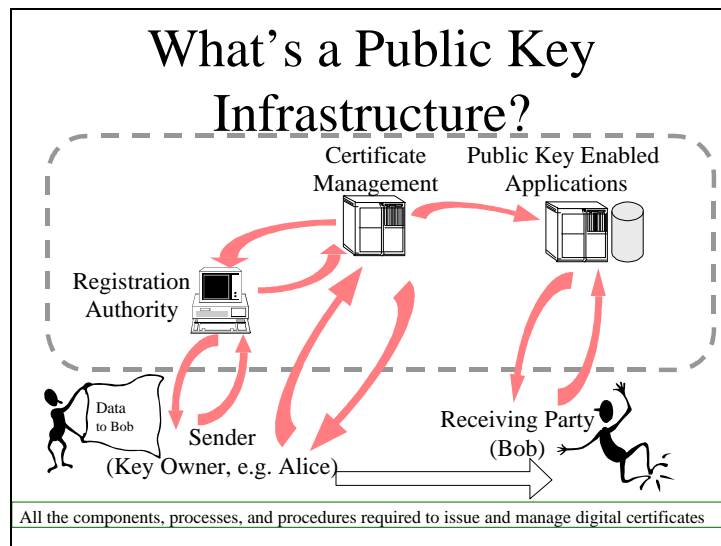 What's a Public Key
Infrastructure?
Certificate
Management
Public Key Enabled
Applications
Registration
Authority
Data
to Bob
Sender
(Key Owner, e.g. Alice)
Receiving Party
(Bob)
All the components, processes, and procedures required to issue and manage digital certificates